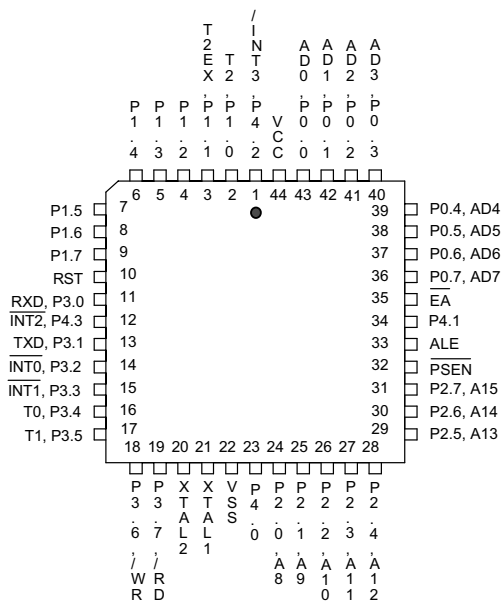 P1.4
P1.3
P1.2
T2EX,P1.1
T2,P1.0
/INT3,P4.2
VCC
AD0,P0.0
AD1,P0.1
AD2,P0.2
AD3,P0.3
6 5 4 3 2 1 44 43 42 41 40
P1.5 7
P1.6 8
P1.7 9
RST 10
RXD, P3.0 11
INT2, P4.3 12
TXD, P3.1 13
INT0, P3.2 14
INT1, P3.3 15
T0, P3.4 16
T1, P3.5 17
39 P0.4, AD4
38 P0.5, AD5
37 P0.6, AD6
36 P0.7, AD7
35 EA
34 P4.1
33 ALE
32 PSEN
31 P2.7, A15
30 P2.6, A14
29 P2.5, A13
18 19 20 21 22 23 24 25 26 27 28
P3.6,/WR
P3.7,/RD
XTAL2
XTAL1
VSS
P4.0
P2.0,A8
P2.1,A9
P2.2,A10
P2.3,A11
P2.4,A12